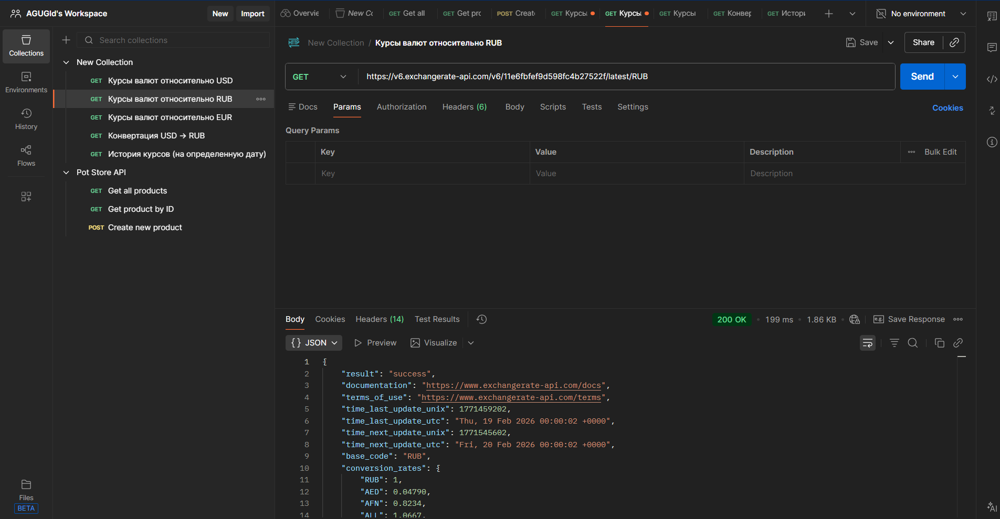 AGUGId's Workspace
New
Import
Overvie
New Co
GET Get all
GET Get pro
POST Create
GET Курсы
GET Курсы
GET Курсы
GET Конвер
GET Истори
No environment
Collections
Environments
History
Flows
Files
BETA
Search collections
New Collection
GET Курсы валют относительно USD
GET Курсы валют относительно RUB
GET Курсы валют относительно EUR
GET Конвертация USD → RUB
GET История курсов (на определенную дату)
Pot Store API
GET Get all products
GET Get product by ID
POST Create new product
HTTP New Collection / Курсы валют относительно RUB
Save
Share
GET
https://v6.exchangerate-api.com/v6/11e6fbfef9d598fc4b27522f/latest/RUB
Send
Docs Params Authorization Headers (6) Body Scripts Tests Settings
Cookies
Query Params
Key Value Description Bulk Edit
Key Value Description
Body Cookies Headers (14) Test Results
200 OK • 199 ms • 1.86 KB
e.g. Save Response
{} JSON Preview Visualize
1 {
2 "result": "success",
3 "documentation": "https://www.exchangerate-api.com/docs",
4 "terms_of_use": "https://www.exchangerate-api.com/terms",
5 "time_last_update_unix": 1771459202,
6 "time_last_update_utc": "Thu, 19 Feb 2026 00:00:02 +0000",
7 "time_next_update_unix": 1771545602,
8 "time_next_update_utc": "Fri, 20 Feb 2026 00:00:02 +0000",
9 "base_code": "RUB",
10 "conversion_rates": {
11 "RUB": 1,
12 "AED": 0.04790,
13 "AFN": 0.8234,
14 "ALL": 1.0667,
AI